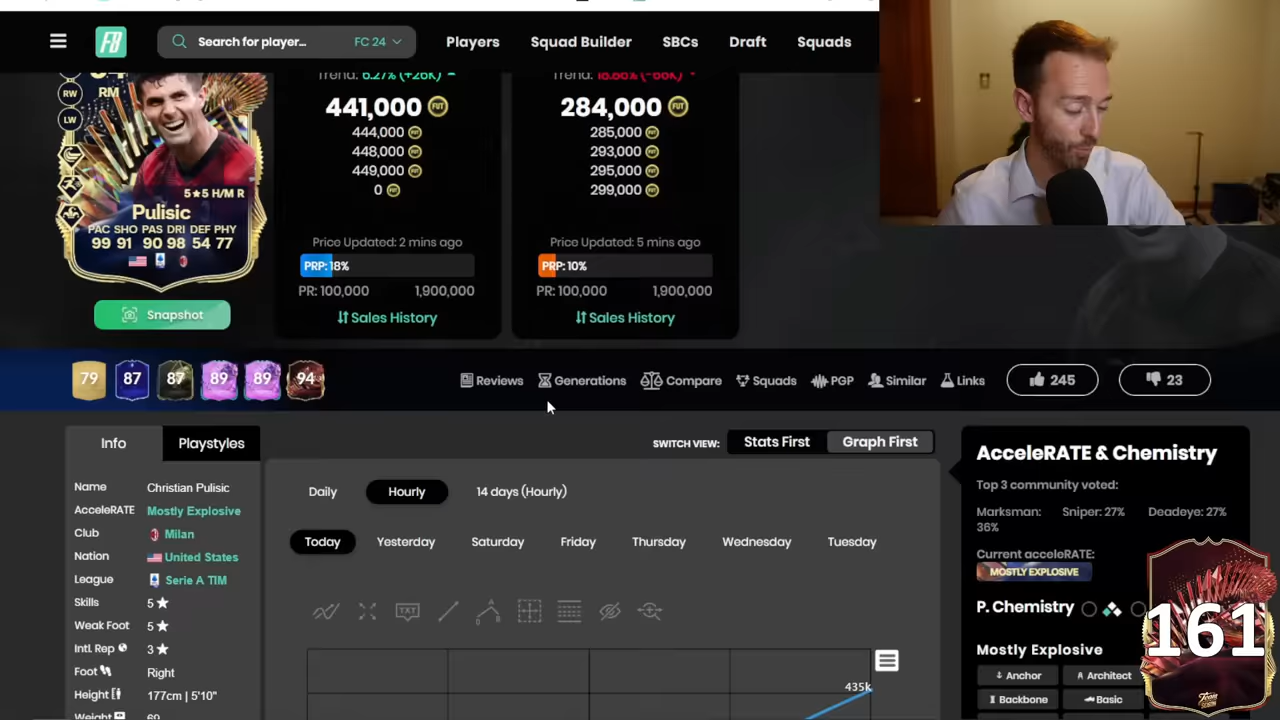 FB Search for player... FC 24 Players Squad Builder SBCs Draft Squads
Trend: 6.27% (+26K)
441,000
444,000
448,000
449,000
0
Price Updated: 2 mins ago
PRP: 18%
PR: 100,000 1,900,000
Sales History
284,000
285,000
293,000
295,000
299,000
Price Updated: 5 mins ago
PRP: 10%
PR: 100,000 1,900,000
Sales History
RM
RW
LW
5★5 H/M R
Pulisic
PAC SHO PAS DRI DEF PHY
99 91 90 98 54 77
Snapshot
79 87 87 89 89 94
Reviews Generations Compare Squads PGP Similar Links 245 23
Info Playstyles
Name Christian Pulisic
AcceleRATE Mostly Explosive
Club Milan
Nation United States
League Serie A TIM
Skills 5★
Weak Foot 5★
Intl. Rep 3★
Foot Right
Height 177cm | 5'10"
Weight 69
SWITCH VIEW: Stats First Graph First
Daily Hourly 14 days (Hourly)
Today Yesterday Saturday Friday Thursday Wednesday Tuesday
TXT
435k
AcceleRATE & Chemistry
Top 3 community voted:
Marksman: 36% Sniper: 27% Deadeye: 27%
Current acceleRATE:
MOSTLY EXPLOSIVE
P. Chemistry
Mostly Explosive
Anchor Architect
Backbone Basic
161